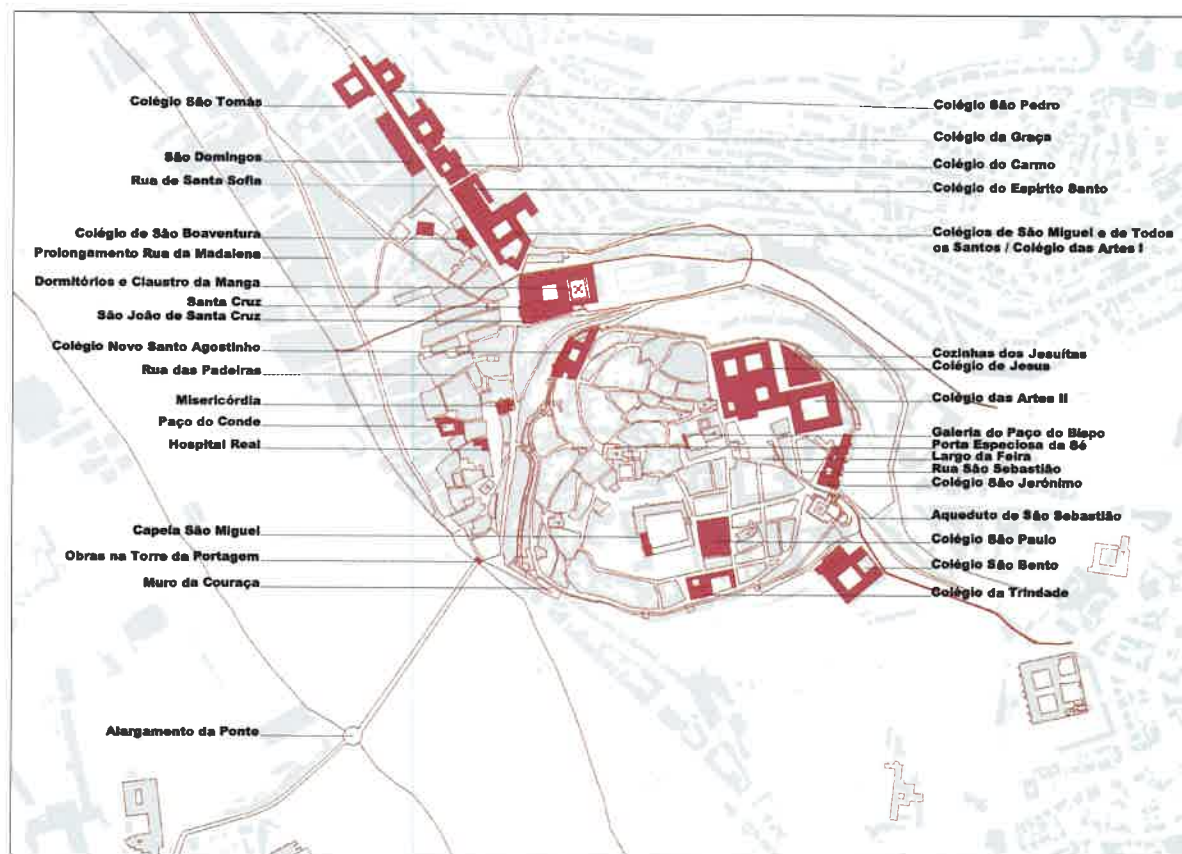 Colégio São Tomás
São Domingos
Rua de Santa Sofia
Colégio de São Boaventura
Prolongamento Rua da Madalena
Dormitórios e Claustro da Manga
Santa Cruz
São João de Santa Cruz
Colégio Novo Santo Agostinho
Rua das Padeiras
Misericórdia
Paço do Conde
Hospital Real
Capela São Miguel
Obras na Torre da Portagem
Muro da Couraça
Alargamento da Ponte
Colégio São Pedro
Colégio da Graça
Colégio do Carmo
Colégio do Espírito Santo
Colégios de São Miguel e de Todos
os Santos / Colégio das Artes I
Cozinhas dos Jesuítas
Colégio de Jesus
Colégio das Artes II
Galeria do Paço do Bispo
Porta Especiosa da Sé
Largo da Feira
Rua São Sebastião
Colégio São Jerónimo
Aqueduto de São Sebastião
Colégio São Paulo
Colégio São Bento
Colégio da Trindade